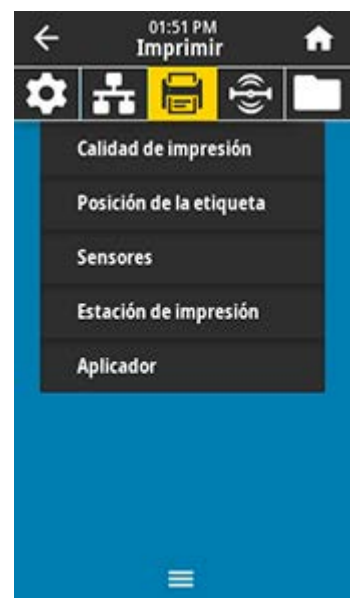 01:51 PM
Imprimir
Calidad de impresión
Posición de la etiqueta
Sensores
Estación de impresión
Aplicador